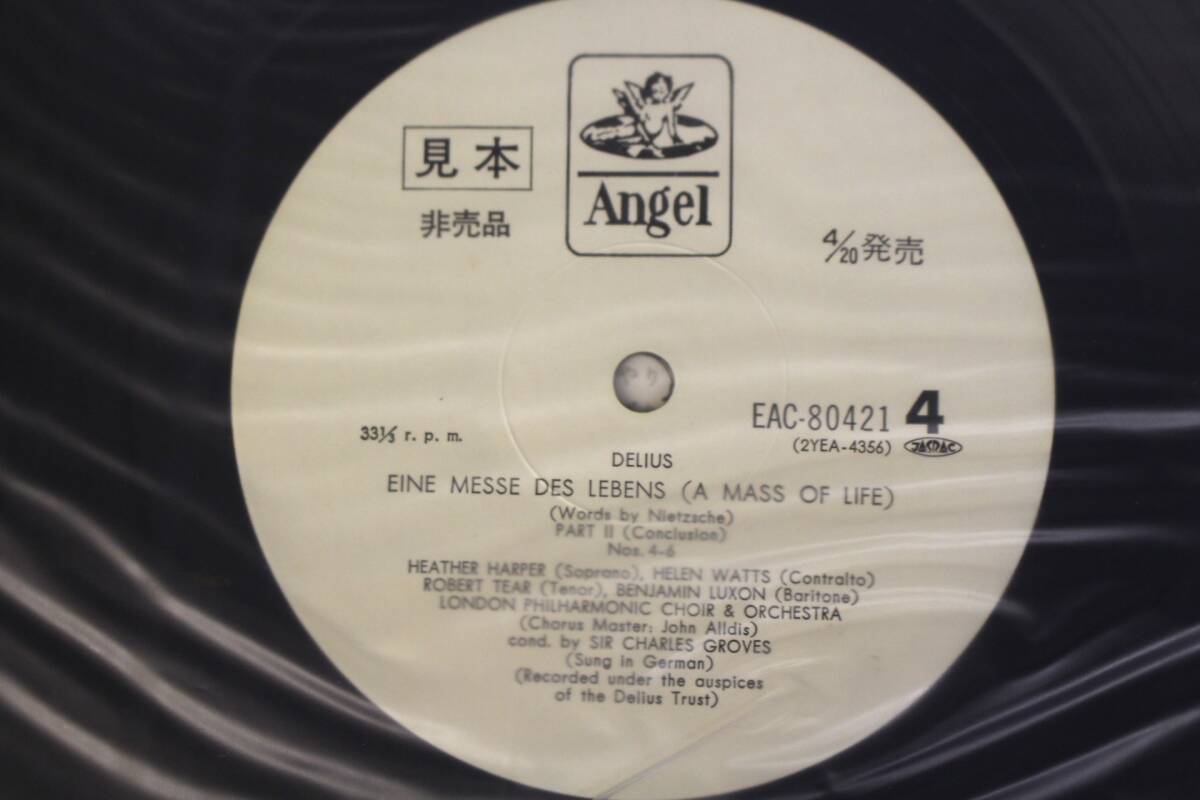 見本
非売品
Angel
4/20発売
33⅓ r. p. m.
EAC-80421 4
(2YEA-4356) JASRAC
DELIUS
EINE MESSE DES LEBENS (A MASS OF LIFE)
(Words by Nietzsche)
PART II (Conclusion)
Nos. 4-6
HEATHER HARPER (Soprano), HELEN WATTS (Contralto)
ROBERT TEAR (Tenor), BENJAMIN LUXON (Baritone)
LONDON PHILHARMONIC CHOIR & ORCHESTRA
(Chorus Master: John Alldis)
cond. by SIR CHARLES GROVES
(Sung in German)
(Recorded under the auspices
of the Delius Trust)